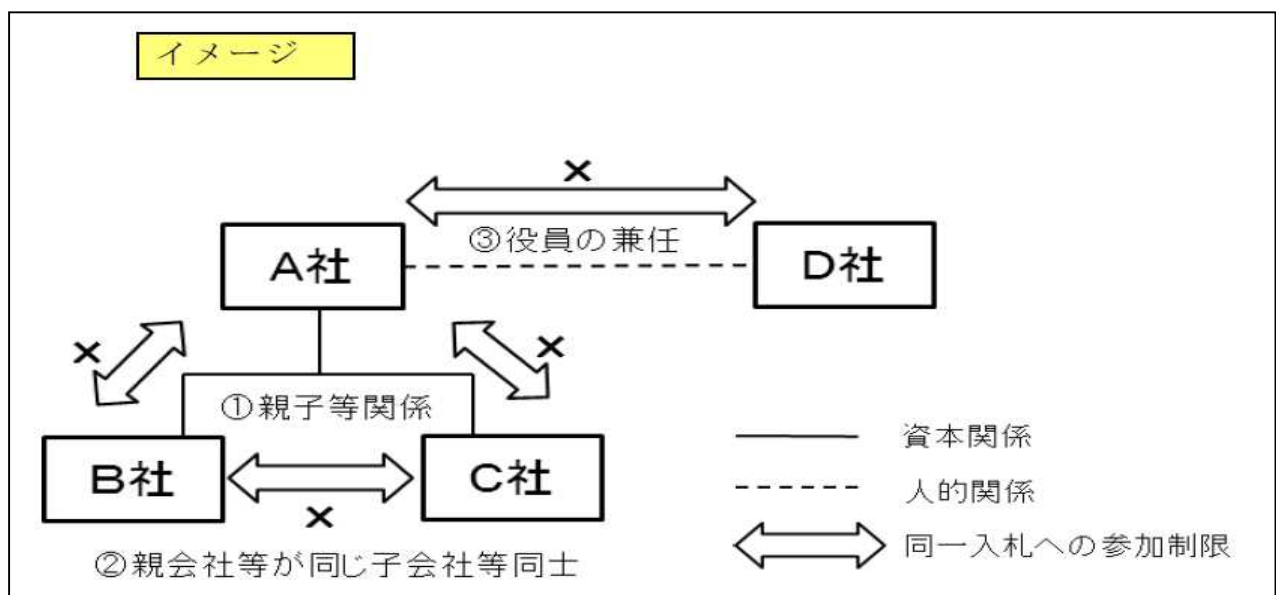 イメージ
×
③役員の兼任
A社
D社
×
×
①親子等関係
B社
C社
×
②親会社等が同じ子会社等同士
資本関係
人的関係
同一入札への参加制限